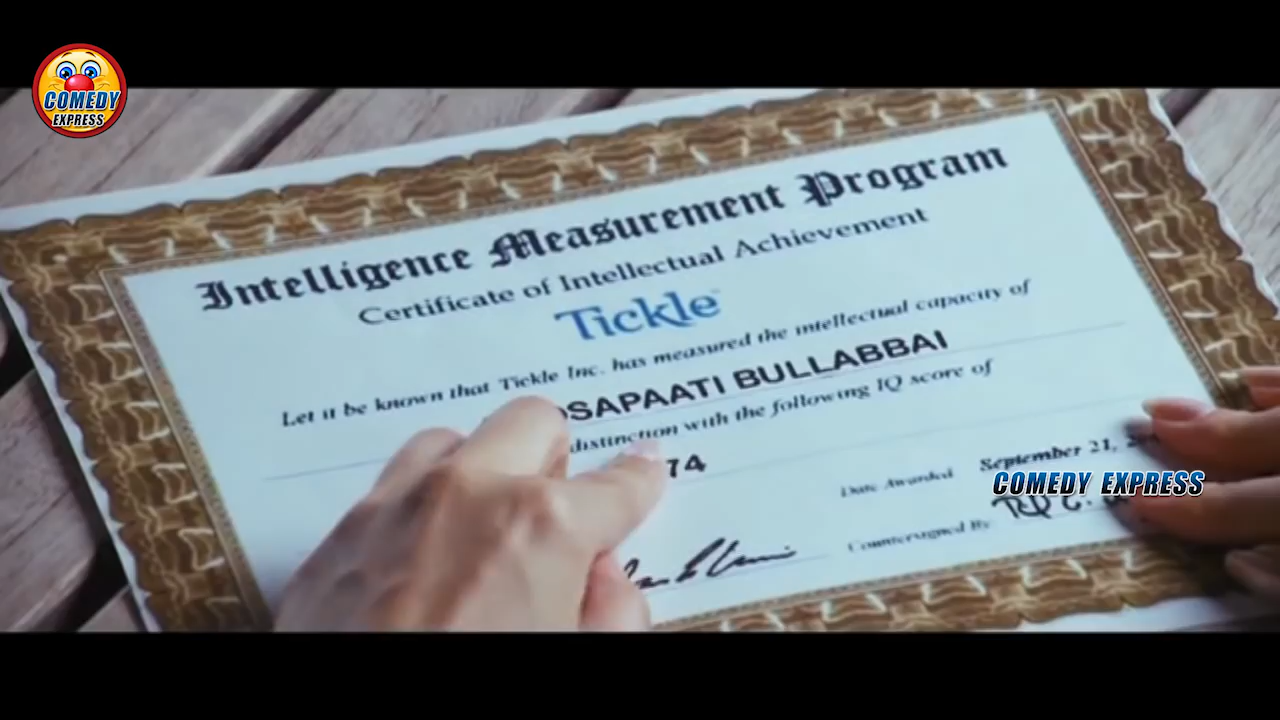 COMEDY
EXPRESS
Intelligence Measurement Program
Certificate of Intellectual Achievement
Tickle
Let it be known that Tickle Inc. has measured the intellectual capacity of
SAPAATI BULLABBAI
distinction with the following IQ score of
74
Date Awarded September 21,
COMEDY EXPRESS
Countersigned By